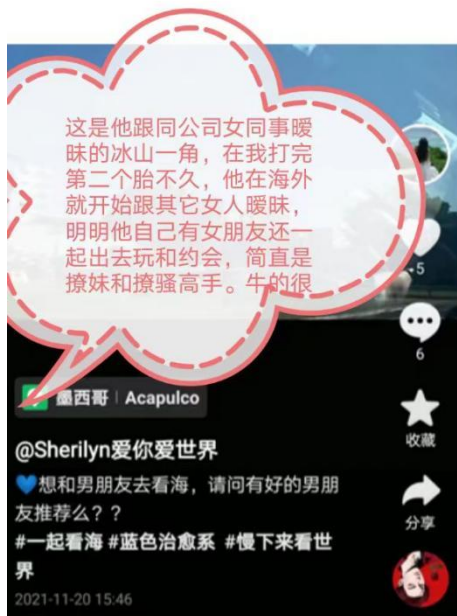 这是他跟同公司女同事暧
昧的冰山一角，在我打完
第二个胎不久，他在海外
就开始跟其它女人暧昧，
明明他自己有女朋友还一
起出去玩和约会，简直是
撩妹和撩骚高手。牛的很
5
6
墨西哥 | Acapulco
收藏
@Sherilyn爱你爱世界
💙想和男朋友去看海，请问有好的男朋
友推荐么？？
分享
#一起看海 #蓝色治愈系 #慢下来看世
界
2021-11-20 15:46